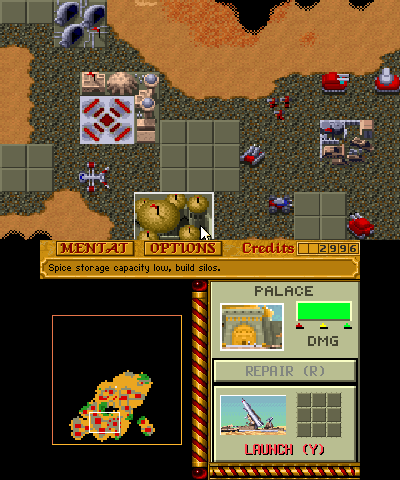 MENTAT OPTIONS Credits 2996
Spice storage capacity low, build silos.
PALACE
DMG
REPAIR (R)
LAUNCH (Y)